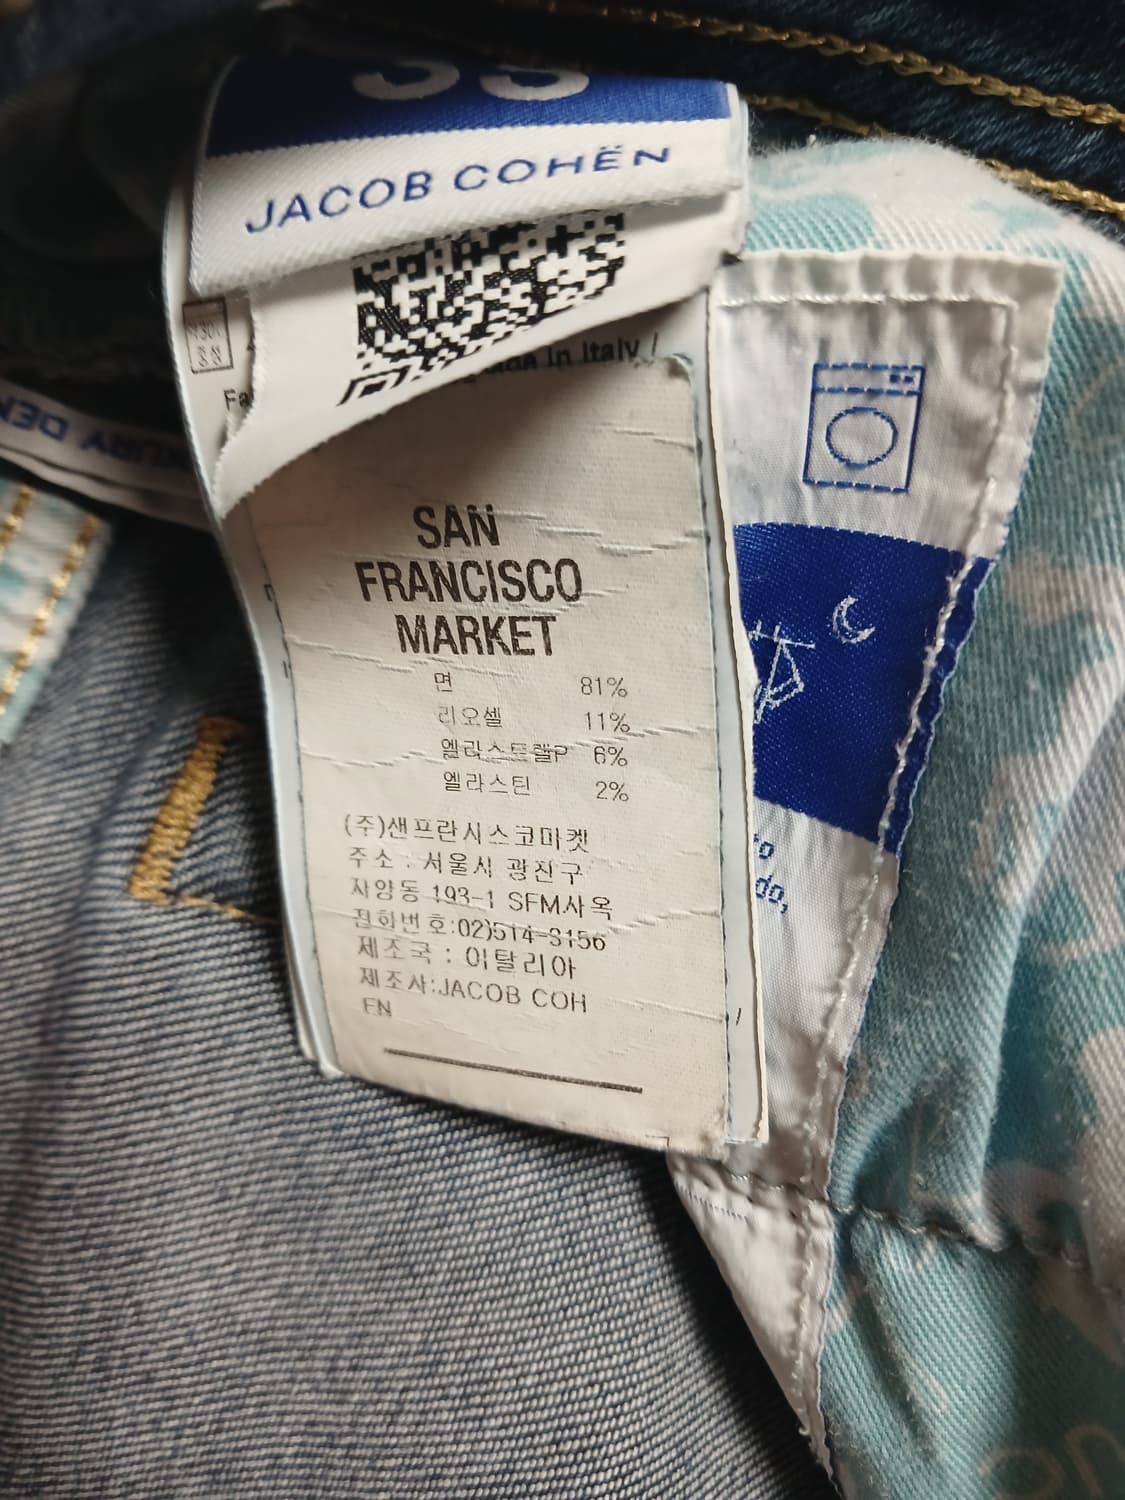 JACOB COHËN
in Italy
SAN
FRANCISCO
MARKET
면 81%
리오셀 11%
엘라스트렐P 6%
엘라스틴 2%
(주)샌프란시스코마켓
주소 : 서울시 광진구
자양동 193-1 SFM사옥
전화번호:02)514-3156
제조국 : 이탈리아
제조사:JACOB COH
EN
do,